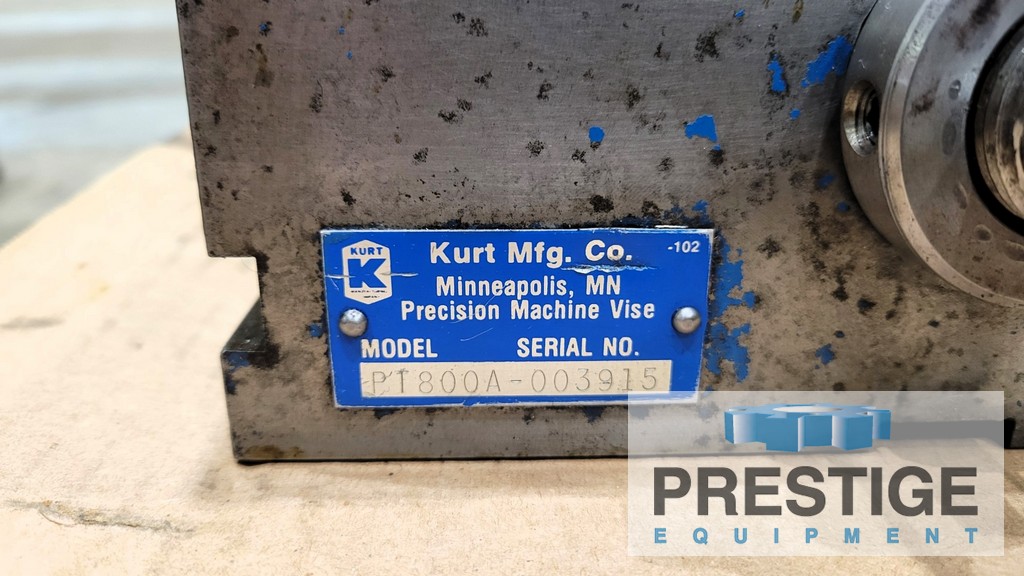 KURT
K
Kurt Mfg. Co.
-102
Minneapolis, MN
Precision Machine Vise
MODEL SERIAL NO.
PT800A-003915
PRESTIGE
EQUIPMENT